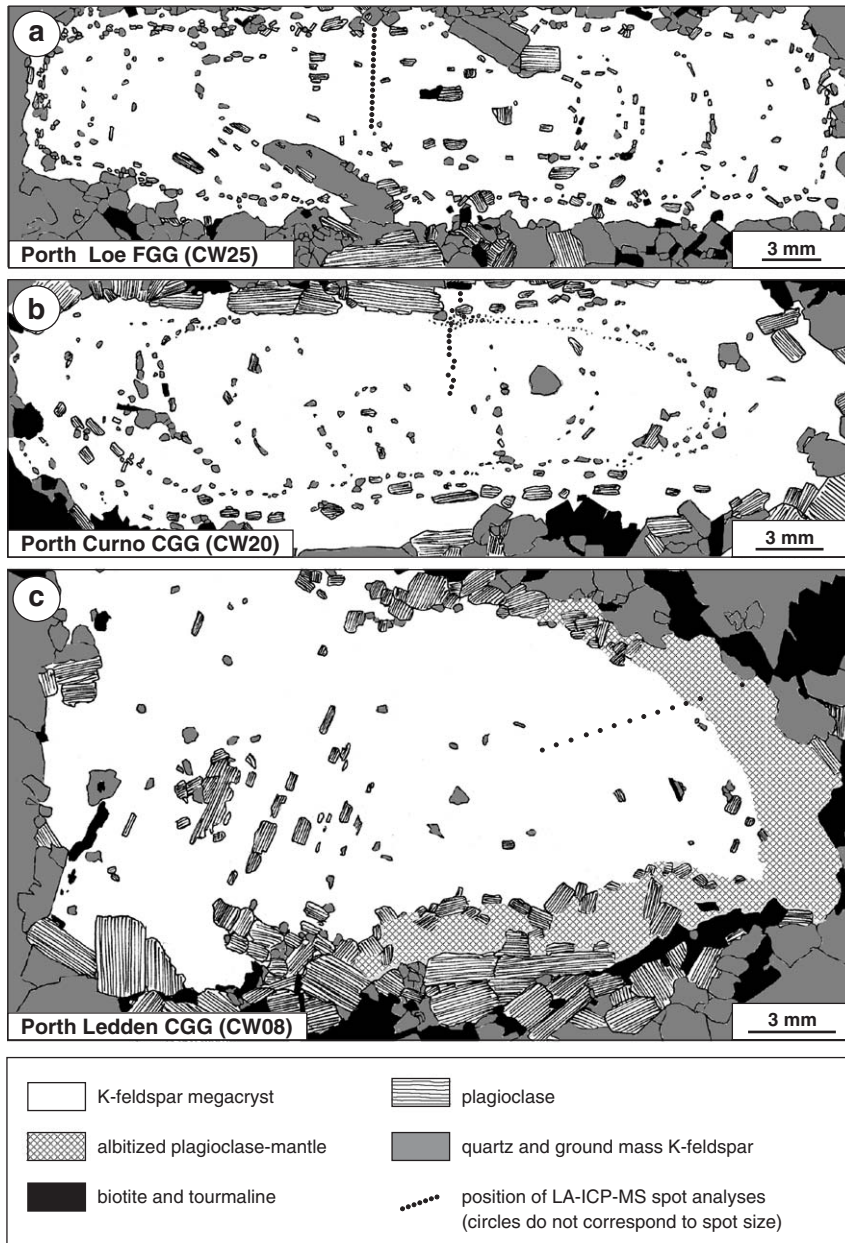 a
Porth Loe FGG (CW25)
3 mm
b
Porth Curno CGG (CW20)
3 mm
c
Porth Ledden CGG (CW08)
3 mm
K-feldspar megacryst
plagioclase
albitized plagioclase-mantle
quartz and ground mass K-feldspar
biotite and tourmaline
position of LA-ICP-MS spot analyses
(circles do not correspond to spot size)